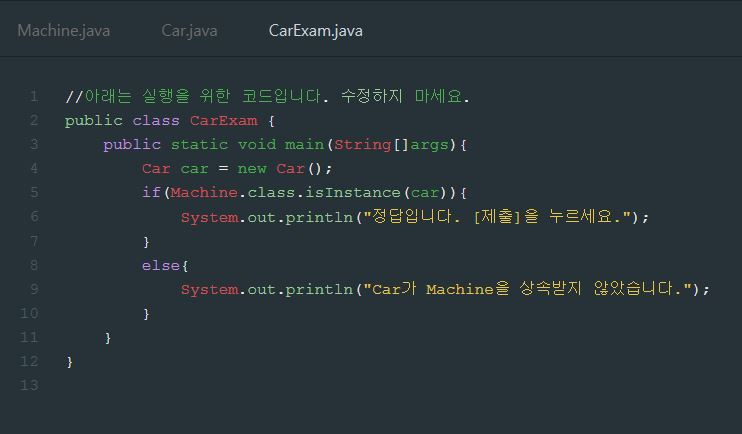 Machine.java Car.java CarExam.java
1 //아래는 실행을 위한 코드입니다. 수정하지 마세요.
2 public class CarExam {
3 public static void main(String[]args){
4 Car car = new Car();
5 if(Machine.class.isInstance(car)){
6 System.out.println("정답입니다. [제출]을 누르세요.");
7 }
8 else{
9 System.out.println("Car가 Machine을 상속받지 않았습니다.");
10 }
11 }
12 }
13